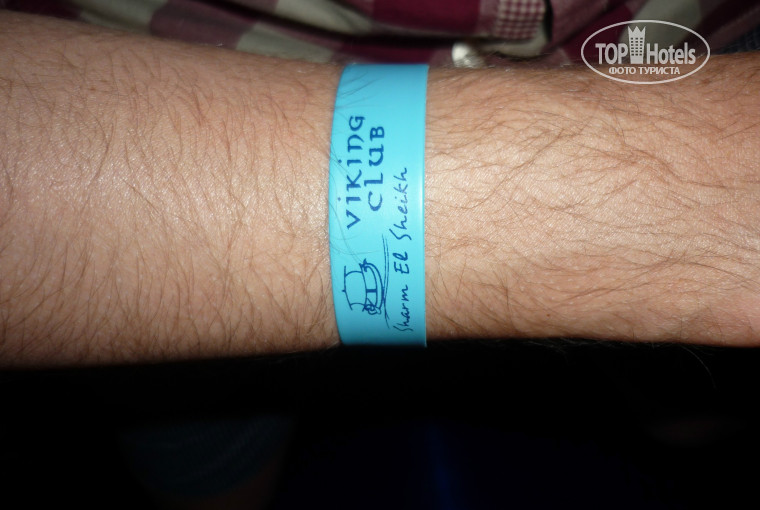 TOP Hotels
ФОТО ТУРИСТА
VIKING
CLUB
Sharm El Sheikh